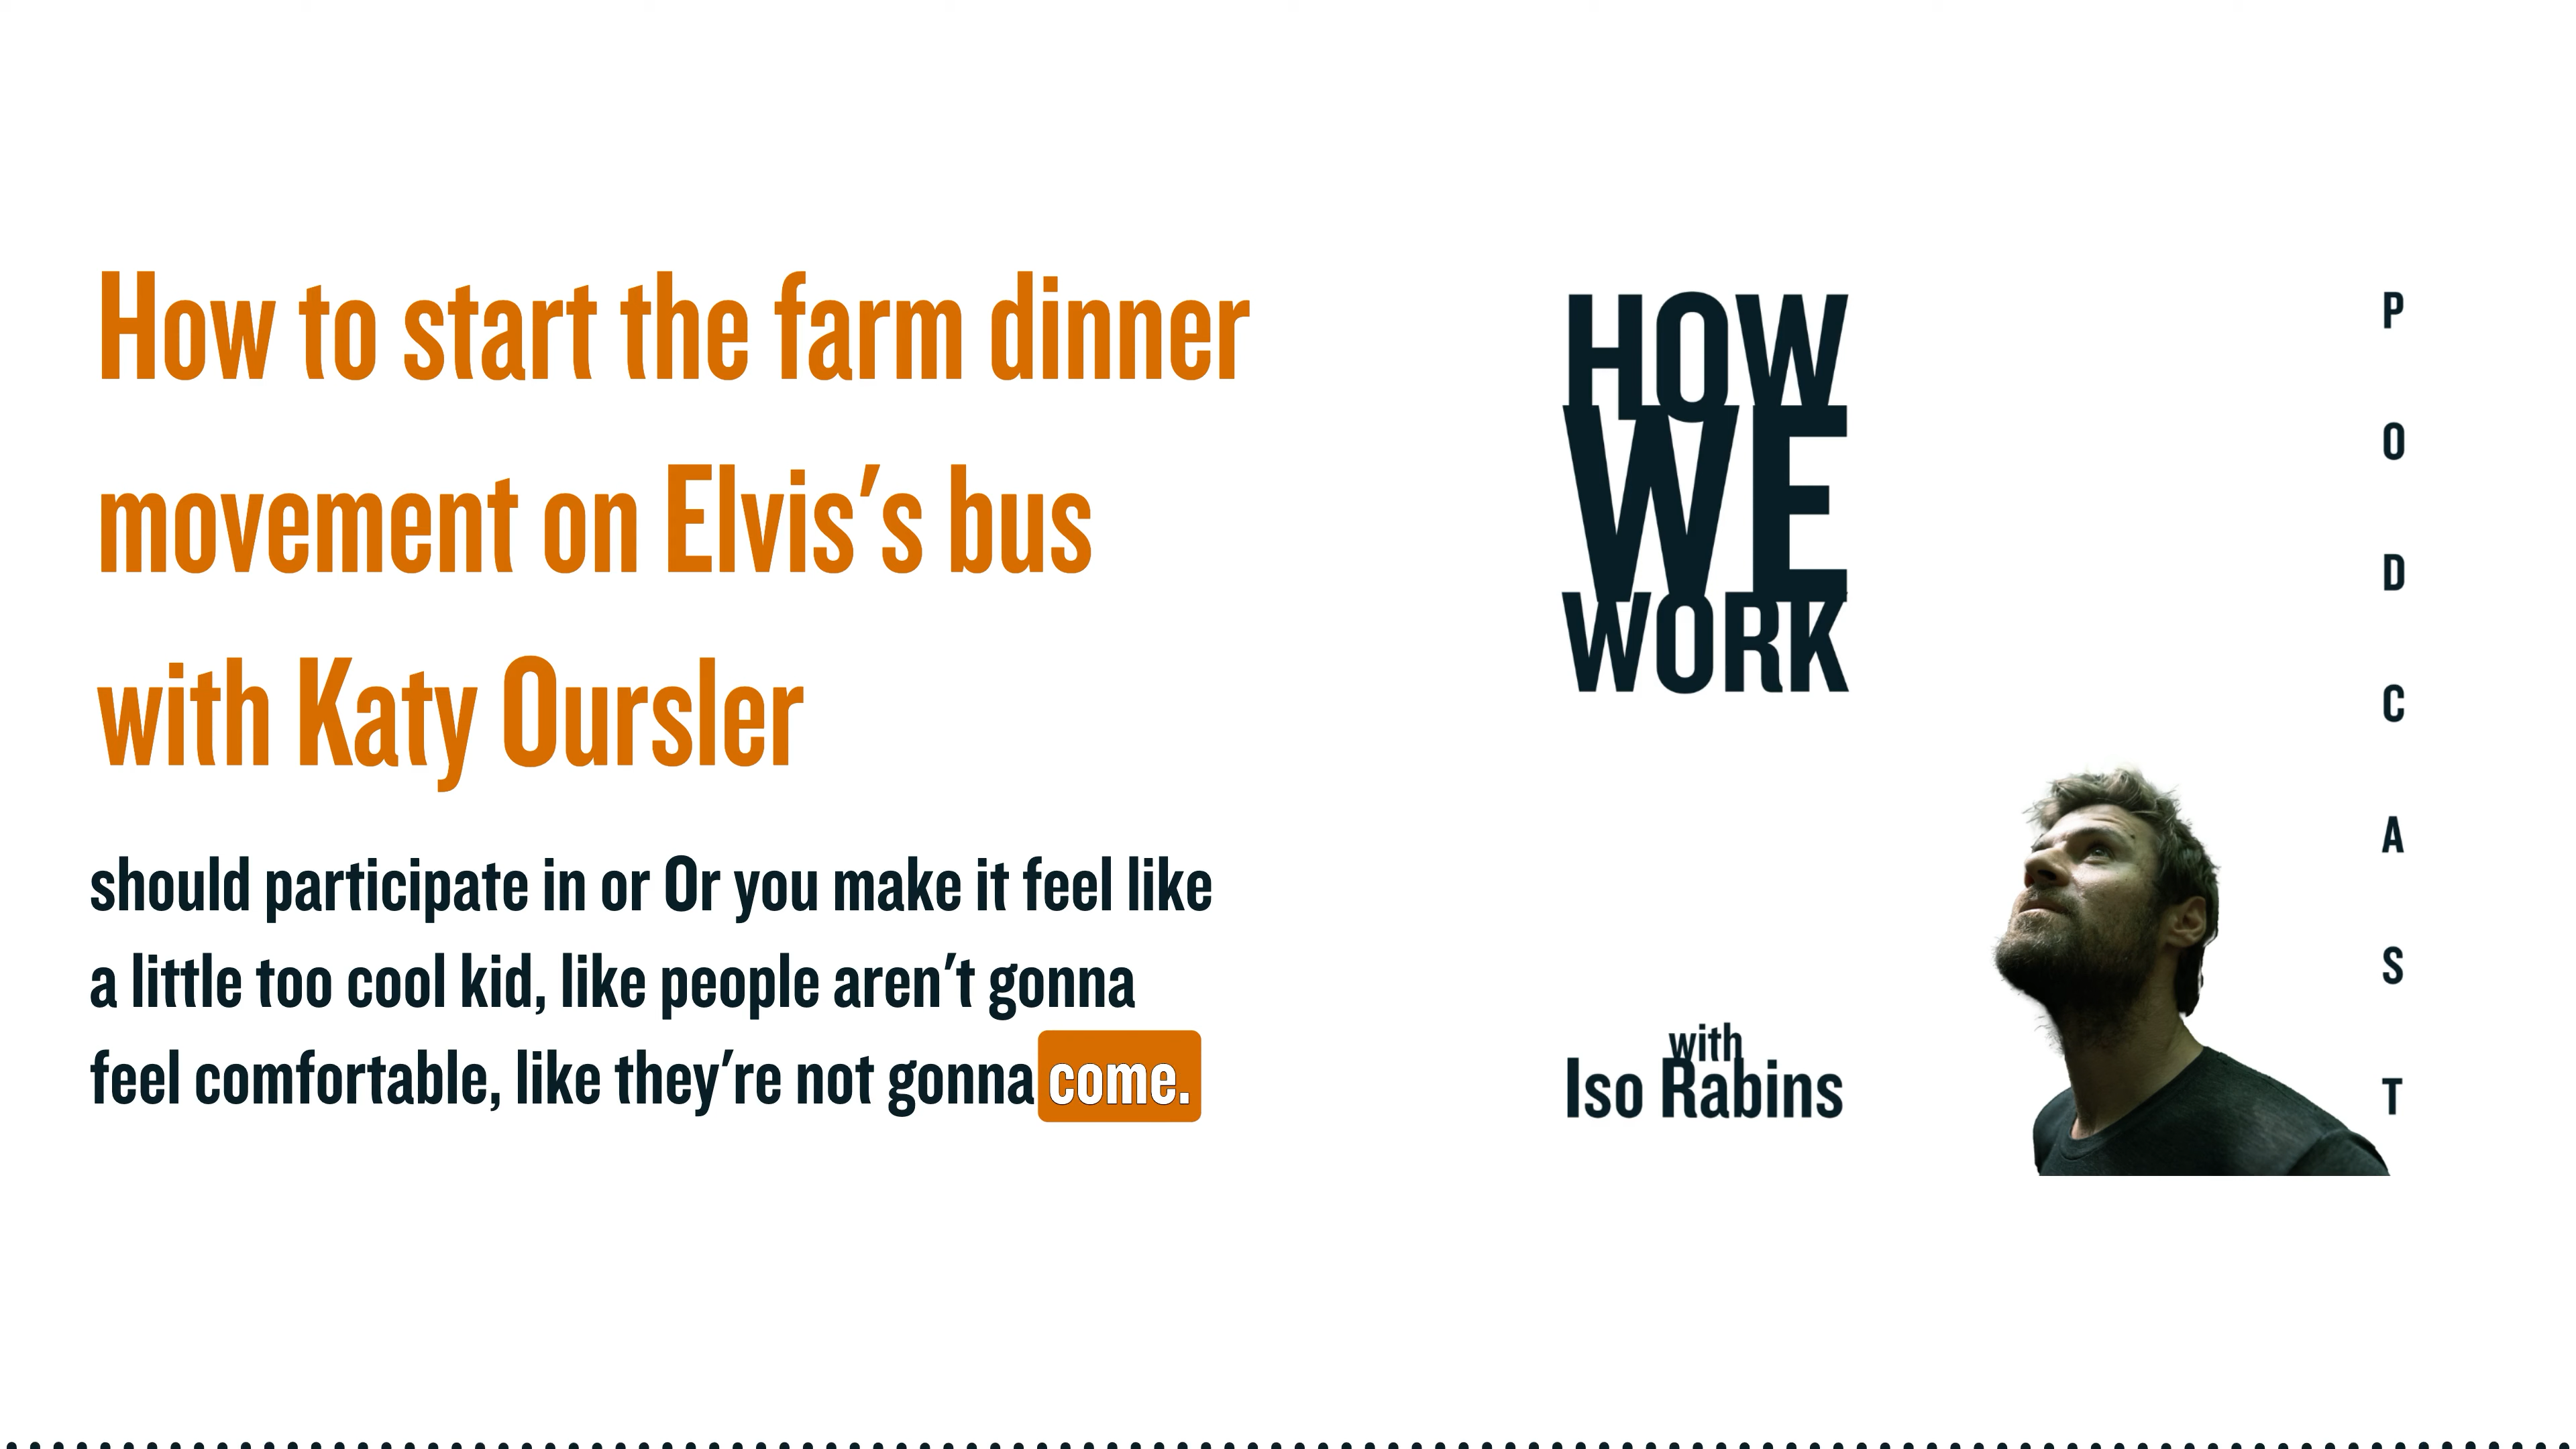 How to start the farm dinner
movement on Elvis's bus
with Katy Oursler
should participate in or Or you make it feel like
a little too cool kid, like people aren't gonna
feel comfortable, like they're not gonna come.
HOW
WE
WORK
with
Iso Rabins
PODCAST